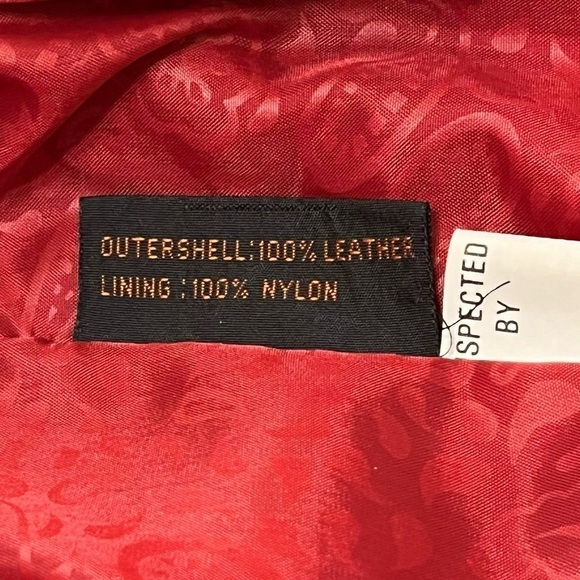 OUTERSHELL:100% LEATHER
LINING :100% NYLON
SPECTED
BY